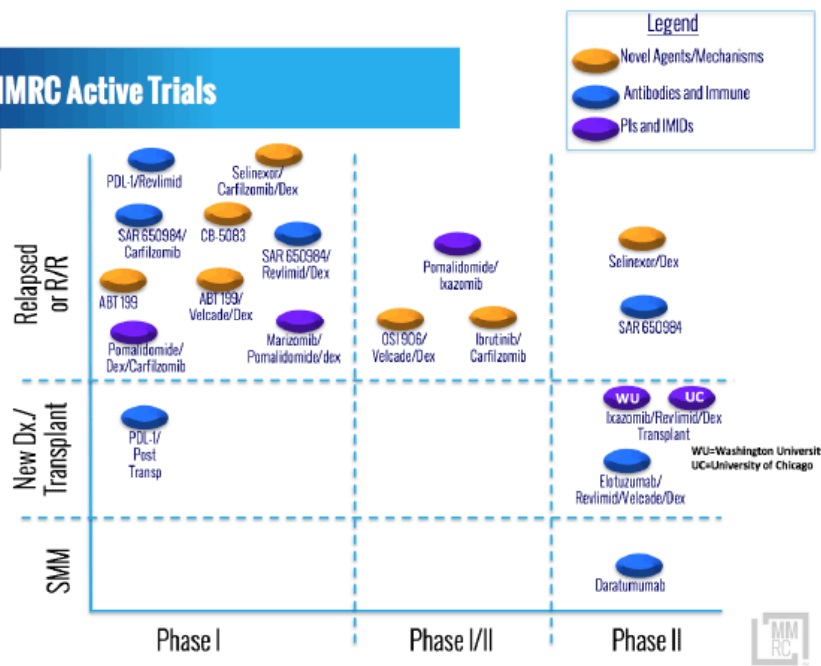 Legend
Novel Agents/Mechanisms
Antibodies and Immune
PIs and IMIDs
MMRC Active Trials
Relapsed
or R/R
PDL-1/Revlimid
Selinexor/
Carfilzomib/Dex
SAR 650984/
Carfilzomib
CB-5083
SAR 650984/
Revlimid/Dex
ABT 199
ABT 199/
Velcade/Dex
Pomalidomide/
Dex/Carfilzomib
Marizomib/
Pomalidomide/dex
Pomalidomide/
Ixazomib
OSI 906/
Velcade/Dex
Ibrutinib/
Carfilzomib
Selinexor/Dex
SAR 650984
New Dx./
Transplant
PDL-1/
Post
Transp
WU UC
Ixazomib/Revlimid/Dex
Transplant
WU=Washington Universit
UC=University of Chicago
Elotuzumab/
Revlimid/Velcade/Dex
SMM
Daratumumab
Phase I
Phase I/II
Phase II
MM
RC